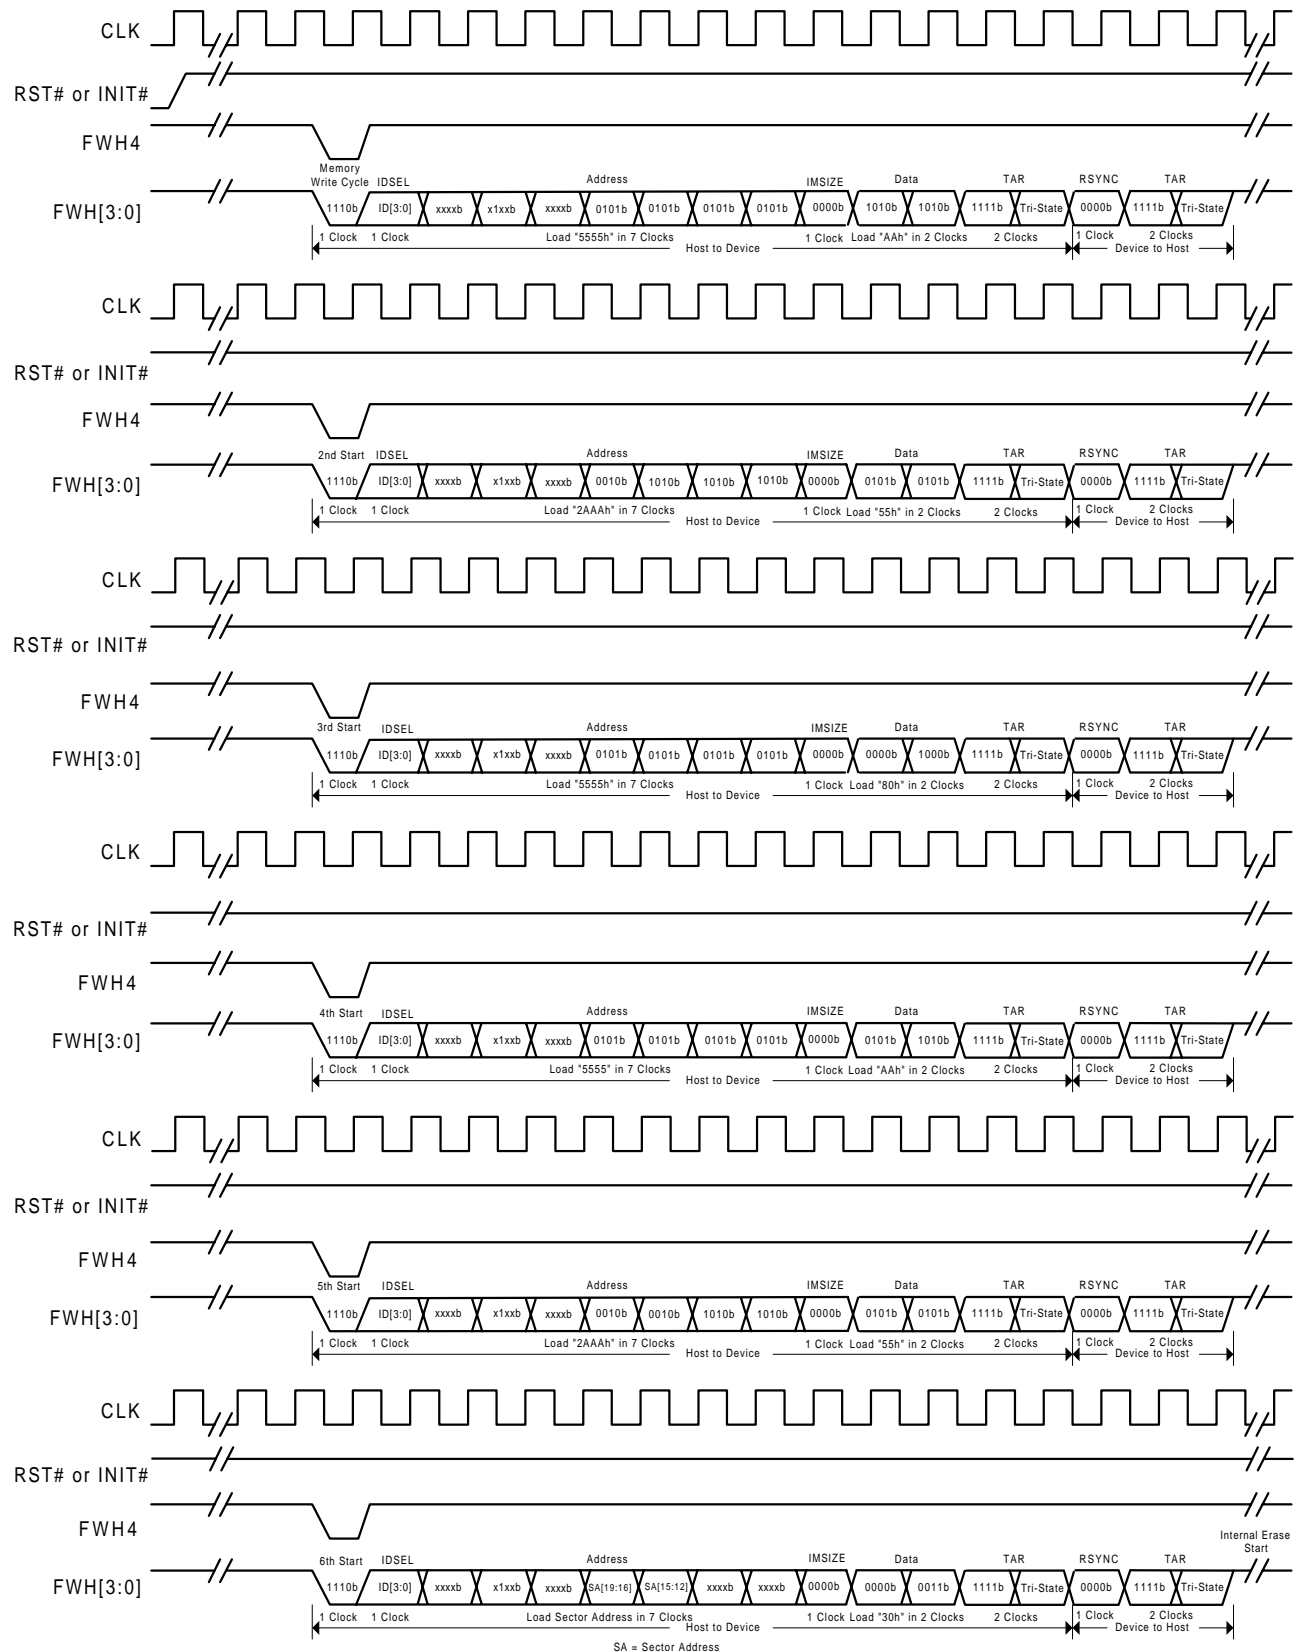 CLK
RST# or INIT#
FWH4
Memory
Write Cycle IDSEL Address IMSIZE Data TAR RSYNC TAR
FWH[3:0] 1110b ID[3:0] xxxxb x1xxb xxxxb 0101b 0101b 0101b 0101b 0000b 1010b 1010b 1111b Tri-State 0000b 1111b Tri-State
1 Clock 1 Clock Load "5555h" in 7 Clocks 1 Clock Load "AAh" in 2 Clocks 2 Clocks 1 Clock 2 Clocks
Host to Device Device to Host
CLK
RST# or INIT#
FWH4
2nd Start IDSEL Address IMSIZE Data TAR RSYNC TAR
FWH[3:0] 1110b ID[3:0] xxxxb x1xxb xxxxb 0010b 1010b 1010b 1010b 0000b 0101b 0101b 1111b Tri-State 0000b 1111b Tri-State
1 Clock 1 Clock Load "2AAAh" in 7 Clocks 1 Clock Load "55h" in 2 Clocks 2 Clocks 1 Clock 2 Clocks
Host to Device Device to Host
CLK
RST# or INIT#
FWH4
3rd Start IDSEL Address IMSIZE Data TAR RSYNC TAR
FWH[3:0] 1110b ID[3:0] xxxxb x1xxb xxxxb 0101b 0101b 0101b 0101b 0000b 0000b 1000b 1111b Tri-State 0000b 1111b Tri-State
1 Clock 1 Clock Load "5555h" in 7 Clocks 1 Clock Load "80h" in 2 Clocks 2 Clocks 1 Clock 2 Clocks
Host to Device Device to Host
CLK
RST# or INIT#
FWH4
4th Start IDSEL Address IMSIZE Data TAR RSYNC TAR
FWH[3:0] 1110b ID[3:0] xxxxb x1xxb xxxxb 0101b 0101b 0101b 0101b 0000b 0101b 1010b 1111b Tri-State 0000b 1111b Tri-State
1 Clock 1 Clock Load "5555" in 7 Clocks 1 Clock Load "AAh" in 2 Clocks 2 Clocks 1 Clock 2 Clocks
Host to Device Device to Host
CLK
RST# or INIT#
FWH4
5th Start IDSEL Address IMSIZE Data TAR RSYNC TAR
FWH[3:0] 1110b ID[3:0] xxxxb x1xxb xxxxb 0010b 0010b 1010b 1010b 0000b 0101b 0101b 1111b Tri-State 0000b 1111b Tri-State
1 Clock 1 Clock Load "2AAAh" in 7 Clocks 1 Clock Load "55h" in 2 Clocks 2 Clocks 1 Clock 2 Clocks
Host to Device Device to Host
CLK
RST# or INIT#
FWH4
Internal Erase
Start
6th Start IDSEL Address IMSIZE Data TAR RSYNC TAR
FWH[3:0] 1110b ID[3:0] xxxxb x1xxb xxxxb SA[19:16] SA[15:12] xxxxb xxxxb 0000b 0000b 0011b 1111b Tri-State 0000b 1111b Tri-State
1 Clock 1 Clock Load Sector Address in 7 Clocks 1 Clock Load "30h" in 2 Clocks 2 Clocks 1 Clock 2 Clocks
Host to Device Device to Host
SA = Sector Address